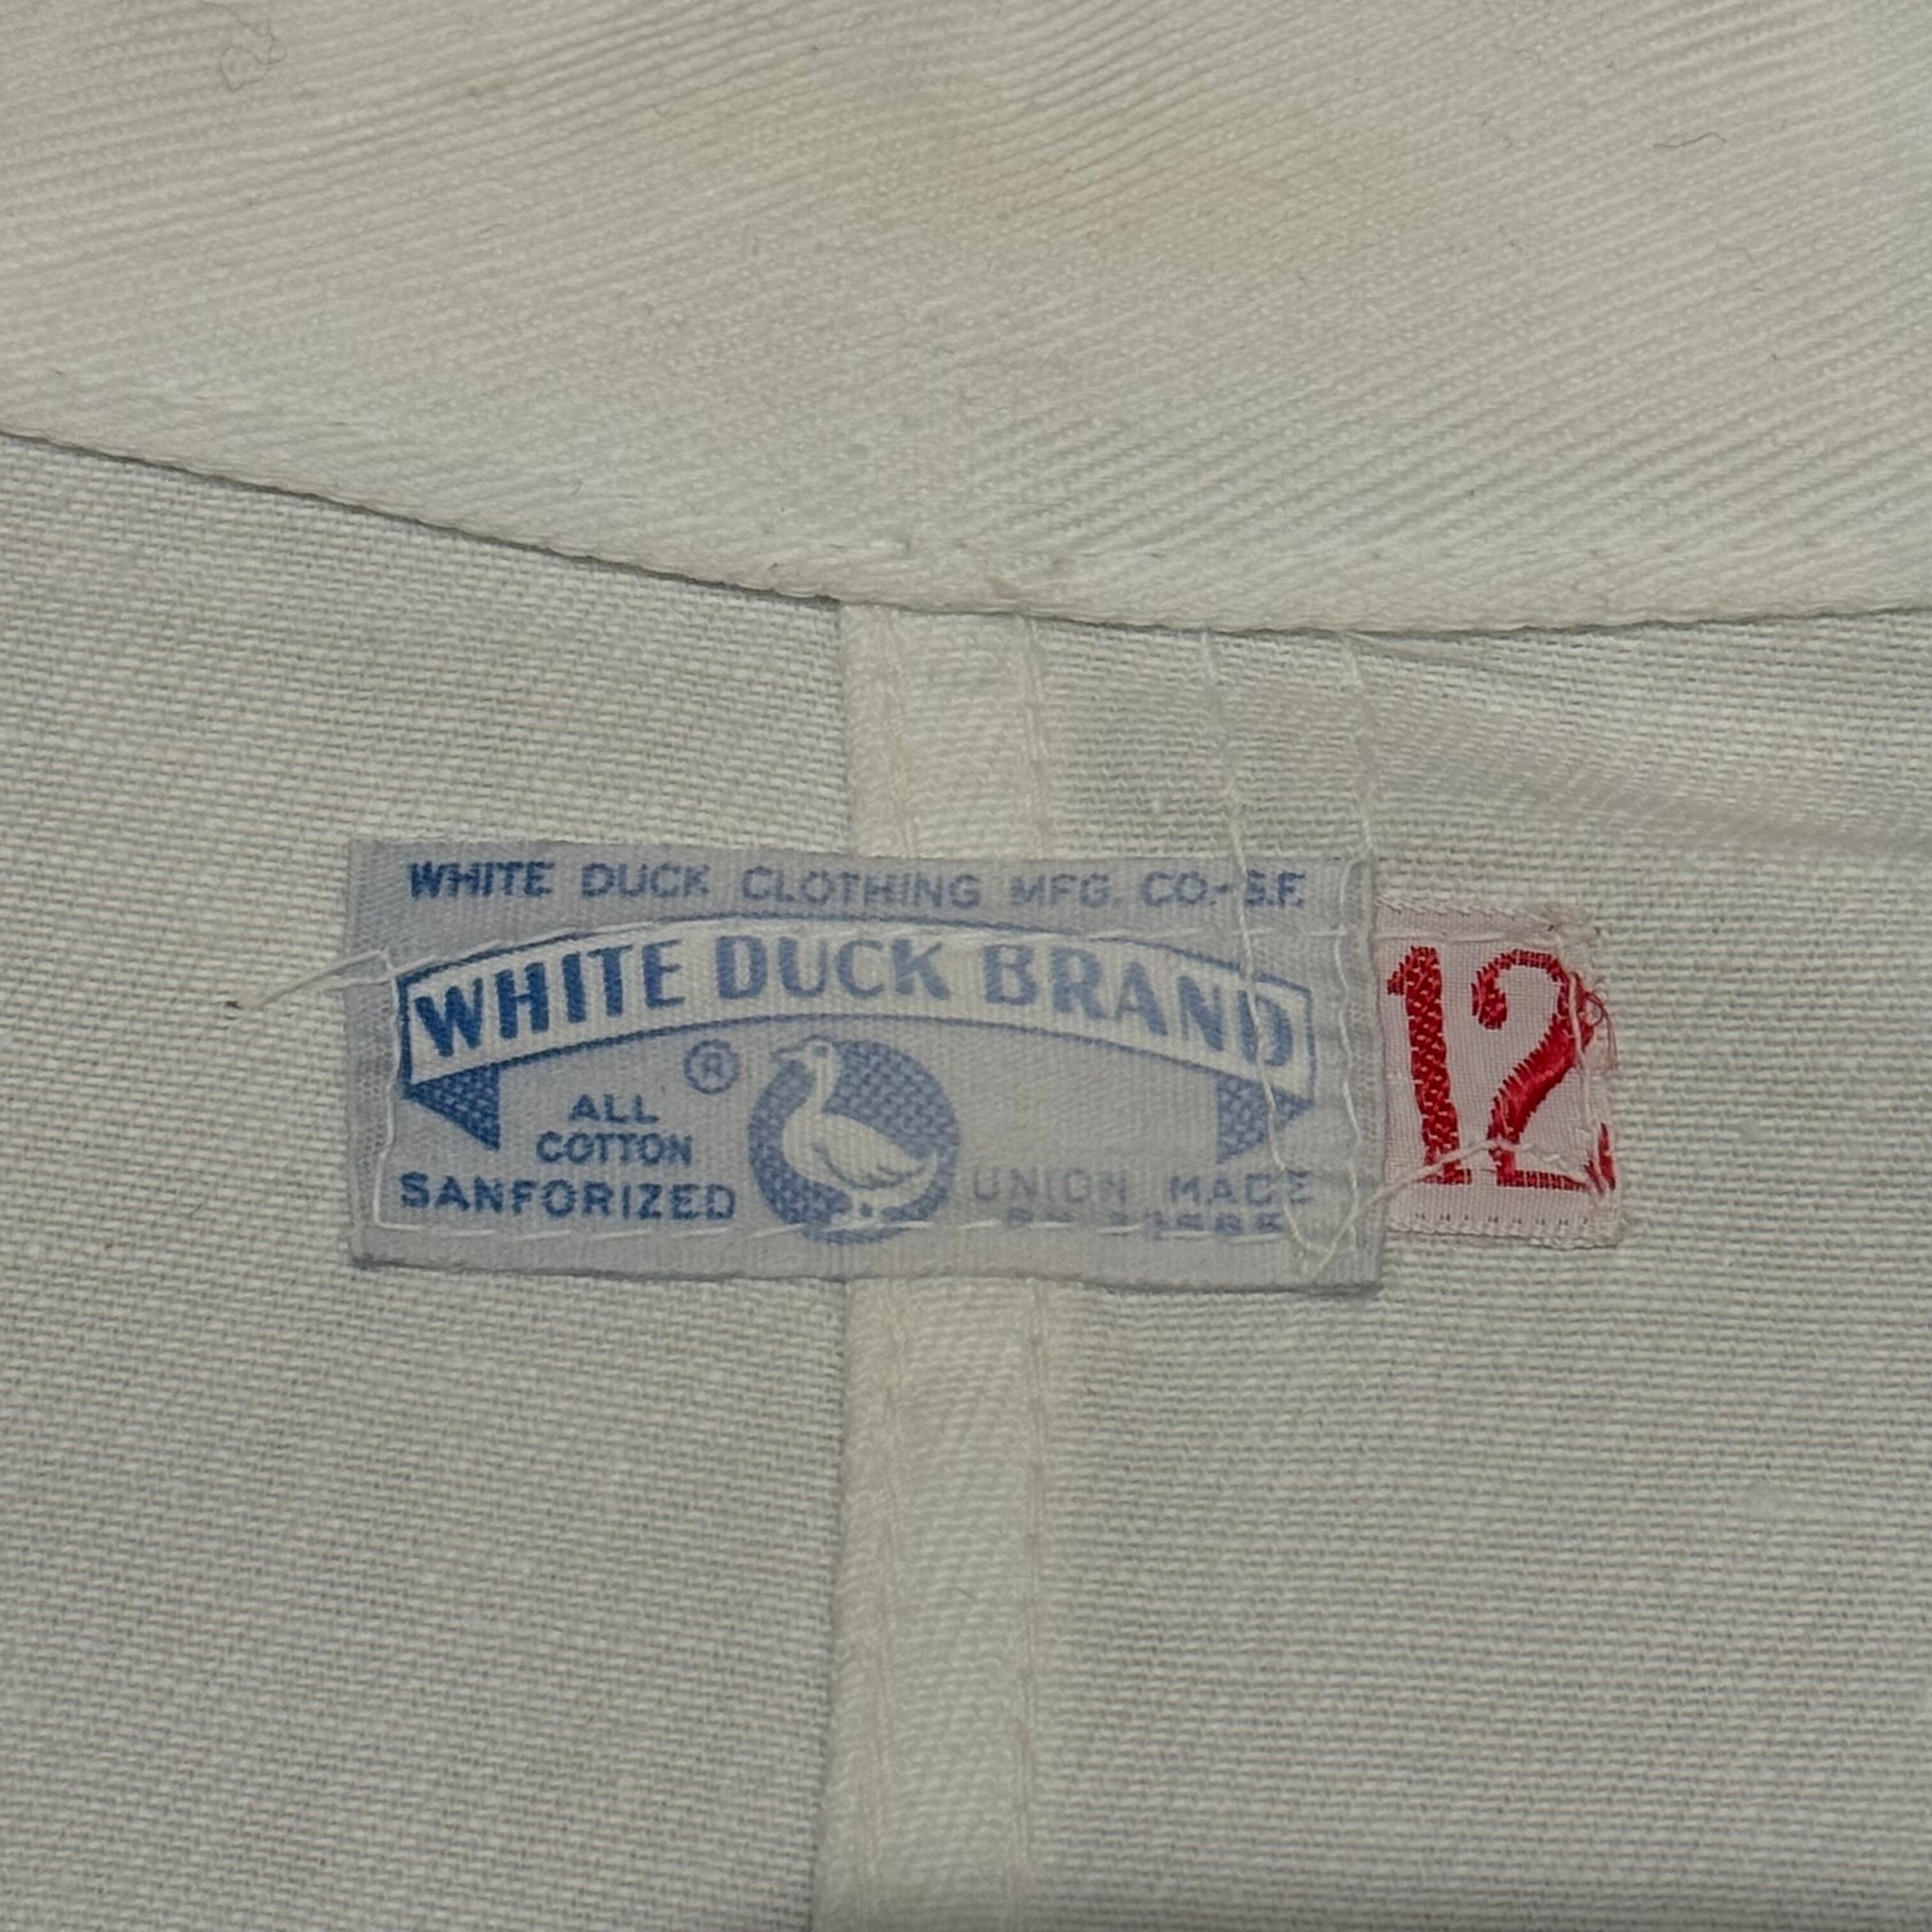 WHITE DUCK CLOTHING MFG. CO.-S.F.
WHITE DUCK BRAND
®
ALL
COTTON
SANFORIZED
UNION MADE
12